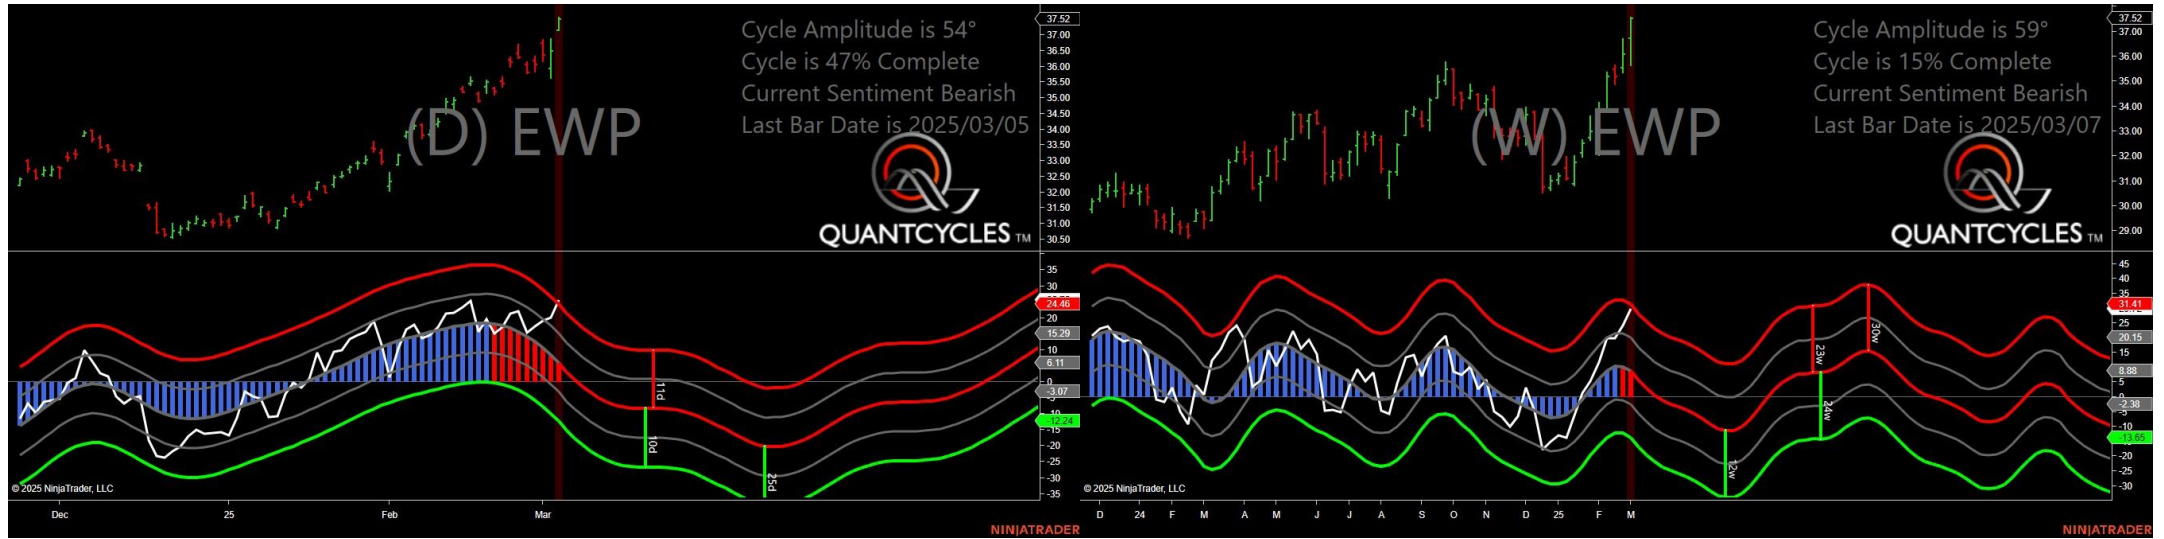 Cycle Amplitude is 54°
Cycle is 47% Complete
Current Sentiment Bearish
Last Bar Date is 2025/03/05
(D) EWP
QUANTCYCLES TM
37.52
37.00
36.50
36.00
35.50
35.00
34.50
34.00
33.50
33.00
32.50
32.00
31.50
31.00
30.50
35
30
24.46
20
15.29
10
6.11
0
-3.07
-10
-12.24
-15
-20
-25
-30
-35
11d
10d
25d
© 2025 NinjaTrader, LLC
Dec
25
Feb
Mar
NINJATRADER
Cycle Amplitude is 59°
Cycle is 15% Complete
Current Sentiment Bearish
Last Bar Date is 2025/03/07
(W) EWP
QUANTCYCLES TM
37.52
37.00
36.00
35.00
34.00
33.00
32.00
31.00
30.00
29.00
45
40
35
31.41
25
20.15
15
8.88
5
0
-2.38
-10
-13.65
-20
-25
-30
23w
30w
24w
12w
© 2025 NinjaTrader, LLC
D
24
F
M
A
M
J
J
A
S
O
N
D
25
F
M
NINJATRADER